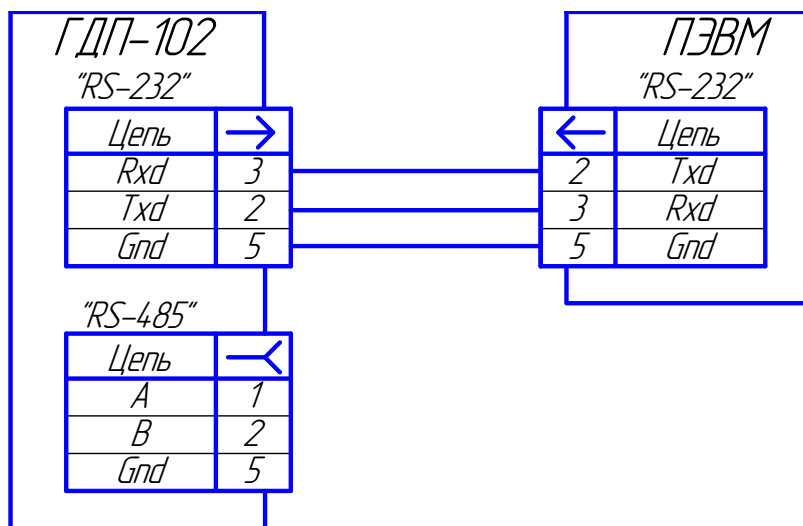 ГДП-102
"RS-232"
Цепь
Rxd 3
Txd 2
Gnd 5
"RS-485"
Цепь
A 1
B 2
Gnd 5
ПЭВМ
"RS-232"
Цепь
2 Txd
3 Rxd
5 Gnd